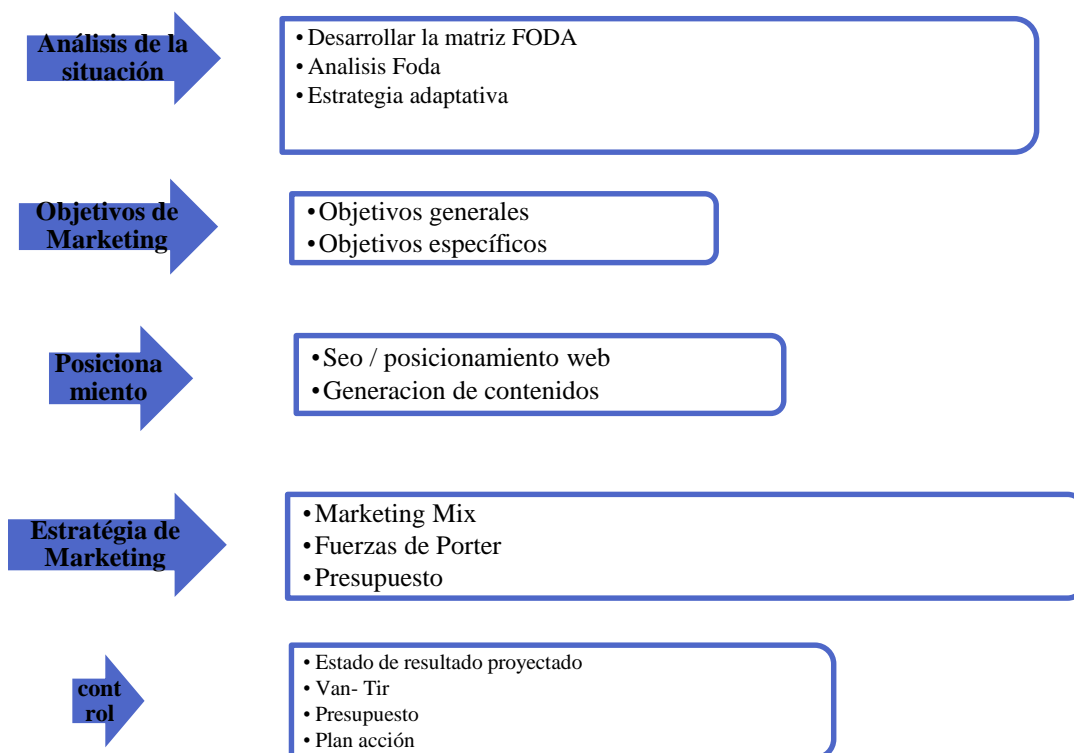 Análisis de la
situación
• Desarrollar la matriz FODA
• Analisis Foda
• Estrategia adaptativa
Objetivos de
Marketing
• Objetivos generales
• Objetivos específicos
Posiciona
miento
• Seo / posicionamiento web
• Generacion de contenidos
Estratégia de
Marketing
• Marketing Mix
• Fuerzas de Porter
• Presupuesto
cont
rol
• Estado de resultado proyectado
• Van- Tir
• Presupuesto
• Plan acción